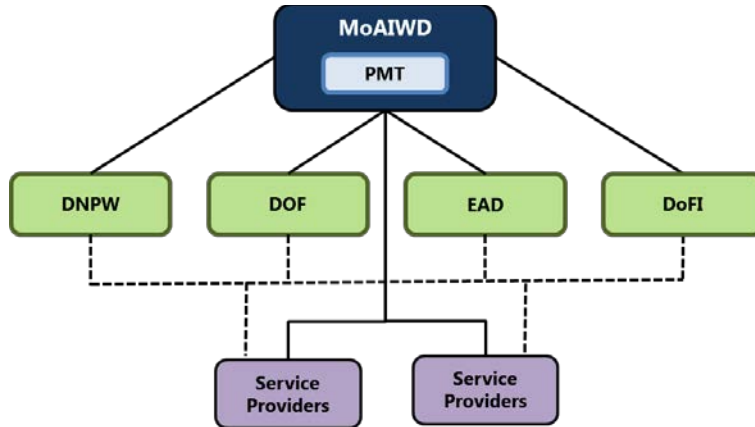 MoAIWD
PMT
DNPW
DOF
EAD
DoFI
Service
Providers
Service
Providers